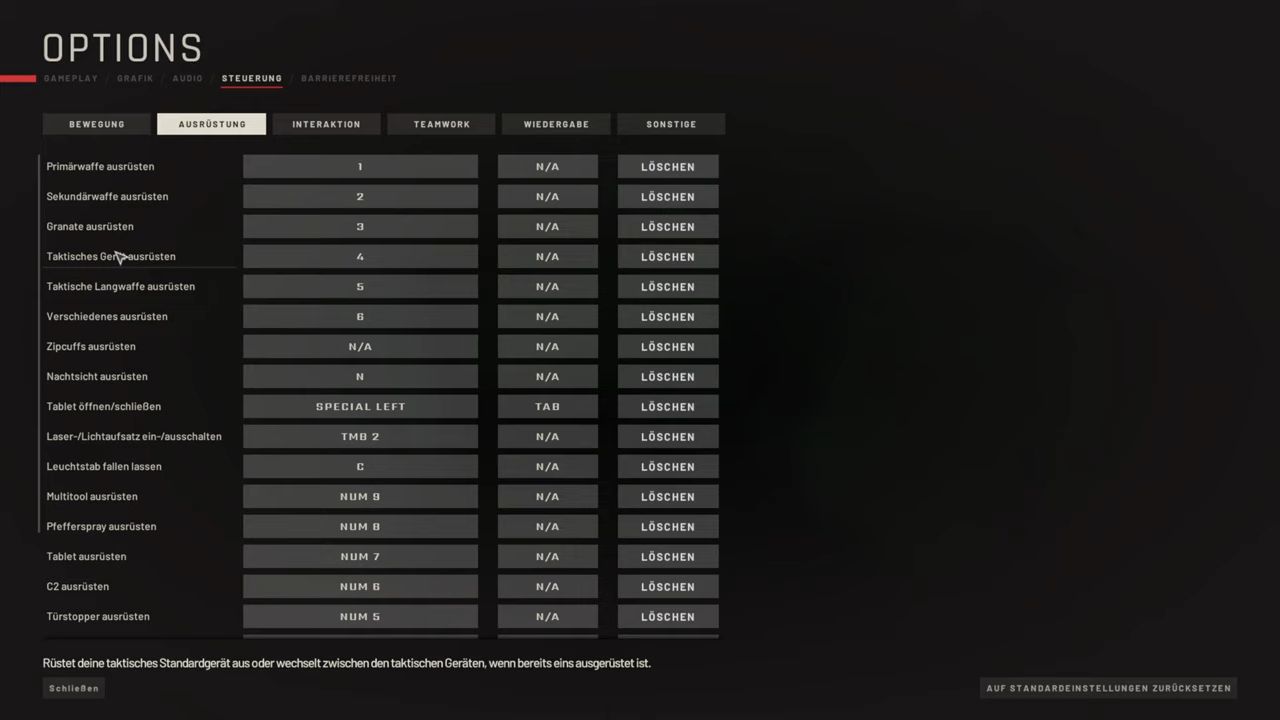 OPTIONS
GAMEPLAY / GRAFIK / AUDIO / STEUERUNG / BARRIEREFREIHEIT
BEWEGUNG AUSRÜSTUNG INTERAKTION TEAMWORK WIEDERGABE SONSTIGE
Primärwaffe ausrüsten 1 N/A LÖSCHEN
Sekundärwaffe ausrüsten 2 N/A LÖSCHEN
Granate ausrüsten 3 N/A LÖSCHEN
Taktisches Gerät ausrüsten 4 N/A LÖSCHEN
Taktische Langwaffe ausrüsten 5 N/A LÖSCHEN
Verschiedenes ausrüsten 6 N/A LÖSCHEN
Zipcuffs ausrüsten N/A N/A LÖSCHEN
Nachtsicht ausrüsten N N/A LÖSCHEN
Tablet öffnen/schließen SPECIAL LEFT TAB LÖSCHEN
Laser-/Lichtaufsatz ein-/ausschalten TMB 2 N/A LÖSCHEN
Leuchtstab fallen lassen C N/A LÖSCHEN
Multitool ausrüsten NUM 9 N/A LÖSCHEN
Pfefferspray ausrüsten NUM 8 N/A LÖSCHEN
Tablet ausrüsten NUM 7 N/A LÖSCHEN
C2 ausrüsten NUM 6 N/A LÖSCHEN
Türstopper ausrüsten NUM 5 N/A LÖSCHEN
Rüstet deine taktisches Standardgerät aus oder wechselt zwischen den taktischen Geräten, wenn bereits eins ausgerüstet ist.
Schließen AUF STANDARDEINSTELLUNGEN ZURÜCKSETZEN